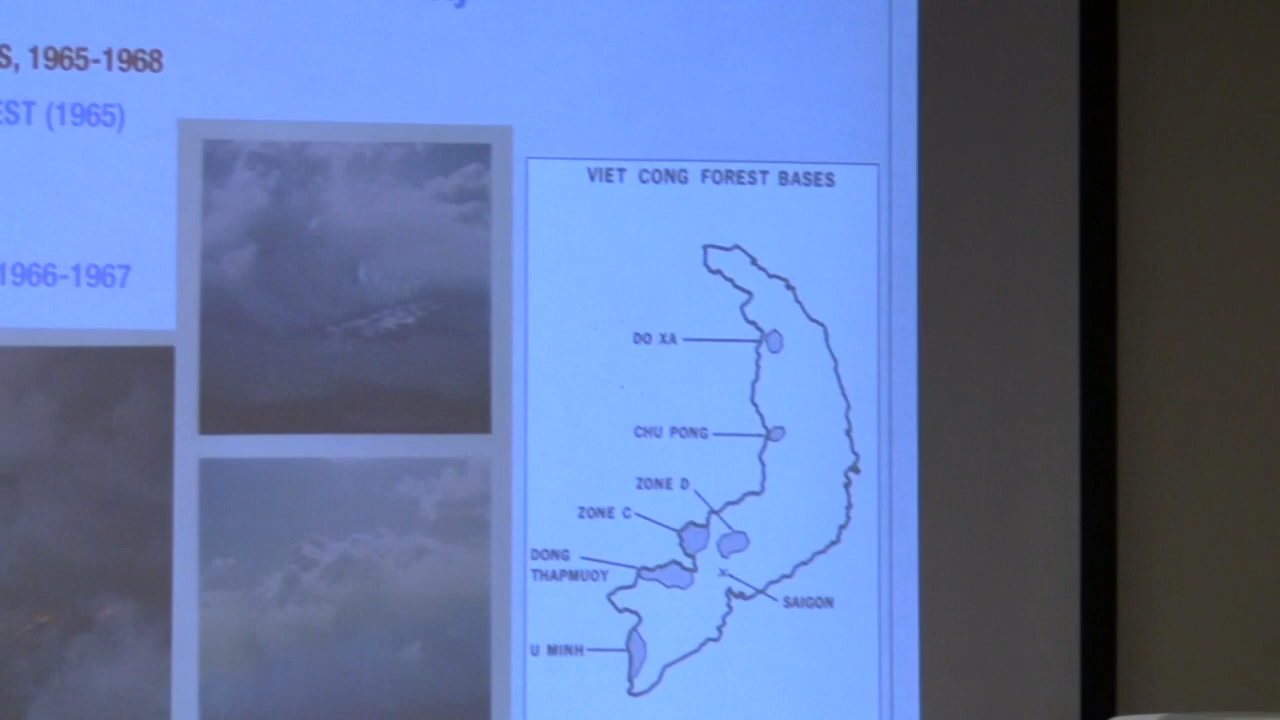 S, 1965-1968
EST (1965)
1966-1967
VIET CONG FOREST BASES
DO XA
CHU PONG
ZONE D
ZONE C
DONG
THAPMUOY
SAIGON
U MINH